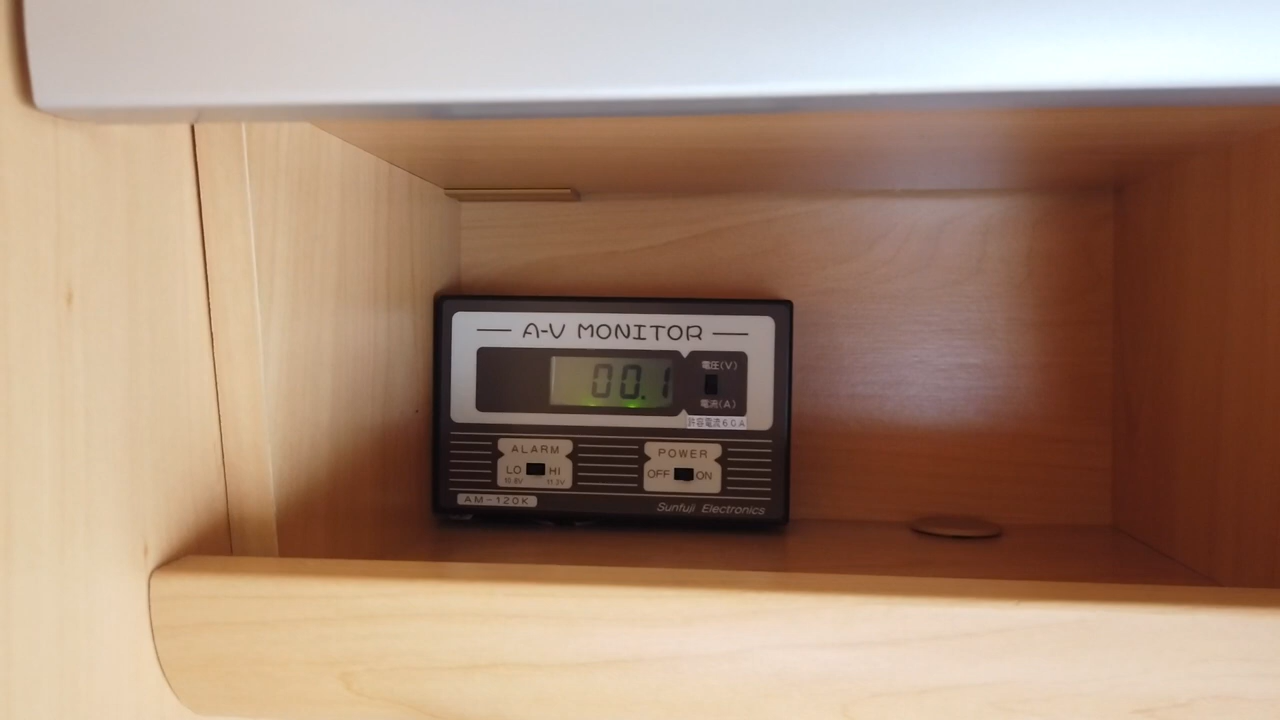 A-V MONITOR
00.1
電圧(V)
電流(A)
許容電流60A
ALARM
LO HI
10.8V 11.3V
POWER
OFF ON
AM-120K
Sunfuji Electronics